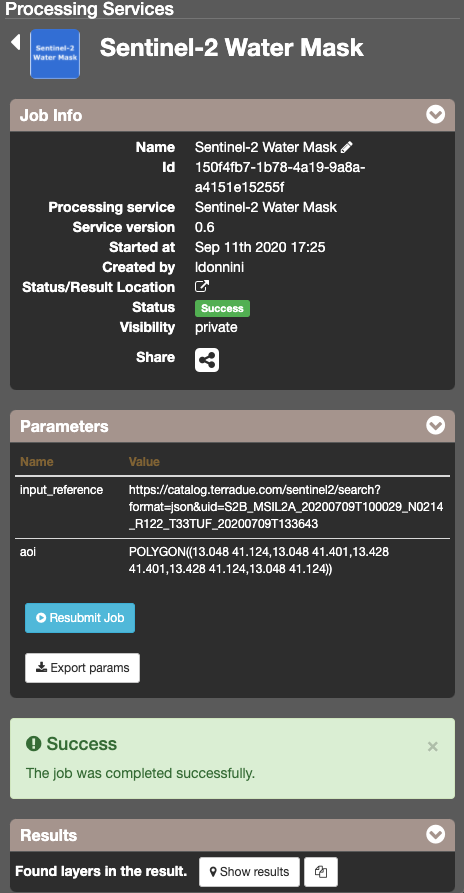 Processing Services
Sentinel-2
Water Mask
Sentinel-2 Water Mask
Job Info
Name Sentinel-2 Water Mask
Id 150f4fb7-1b78-4a19-9a8a-
a4151e15255f
Processing service Sentinel-2 Water Mask
Service version 0.6
Started at Sep 11th 2020 17:25
Created by ldonnini
Status/Result Location
Status Success
Visibility private
Share
Parameters
Name Value
input_reference https://catalog.terradue.com/sentinel2/search?
format=json&uid=S2B_MSIL2A_20200709T100029_N0214
_R122_T33TUF_20200709T133643
aoi POLYGON((13.048 41.124,13.048 41.401,13.428
41.401,13.428 41.124,13.048 41.124))
Resubmit Job
Export params
Success ×
The job was completed successfully.
Results
Found layers in the result. Show results